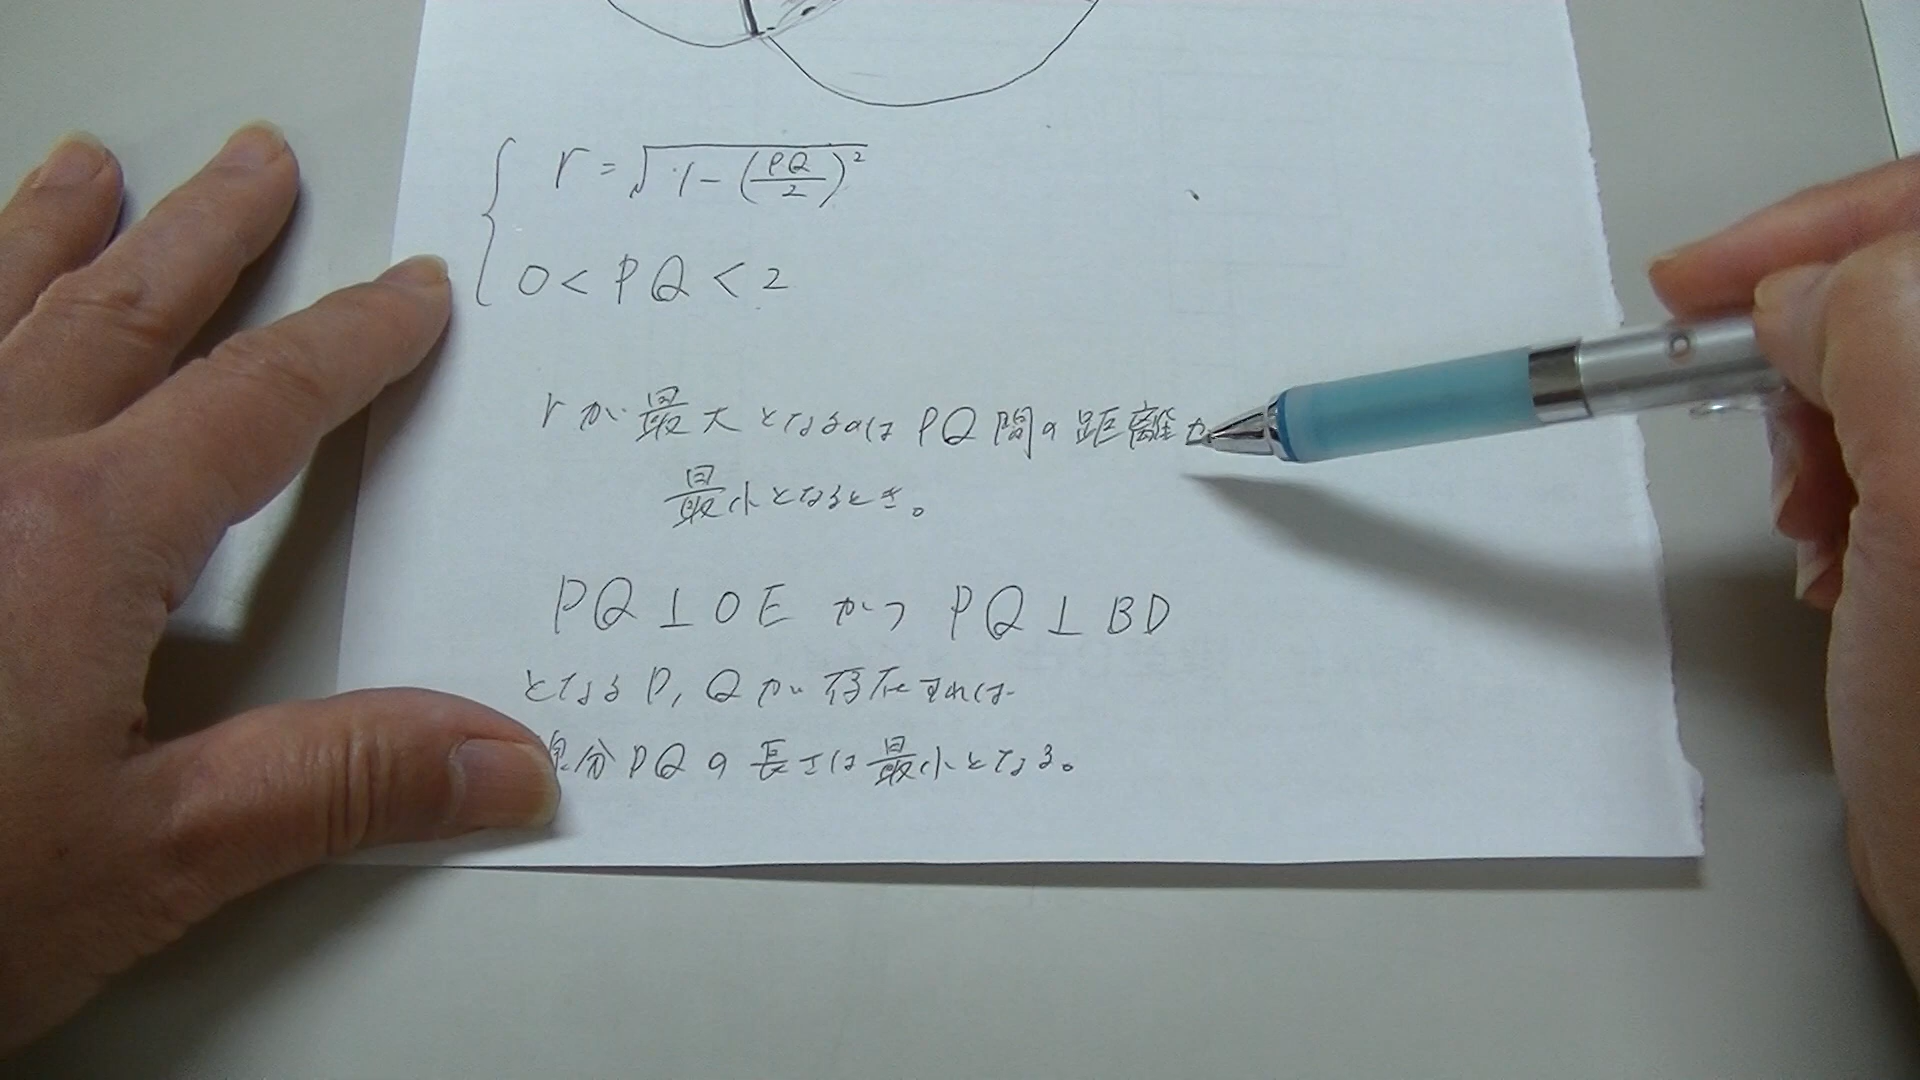 r = √1 - (PQ/2)²
0 < PQ < 2
rが最大となるのはPQ間の距離が
最小となるとき。
PQ⊥OE かつ PQ⊥BD
となるP, Qが存在すれば
線分PQの長さは最小となる。